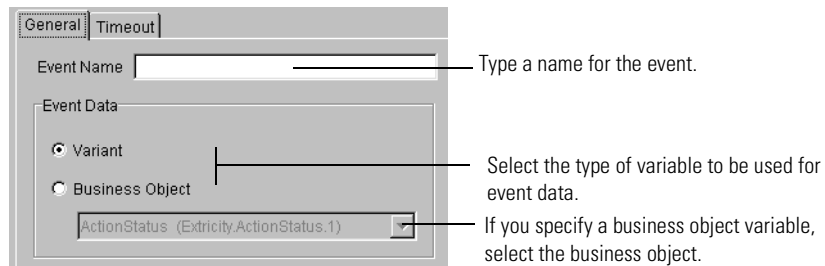 General Timeout
Event Name
Type a name for the event.
Event Data
Variant
Business Object
Select the type of variable to be used for
event data.
ActionStatus (Extricity.ActionStatus.1)
If you specify a business object variable,
select the business object.